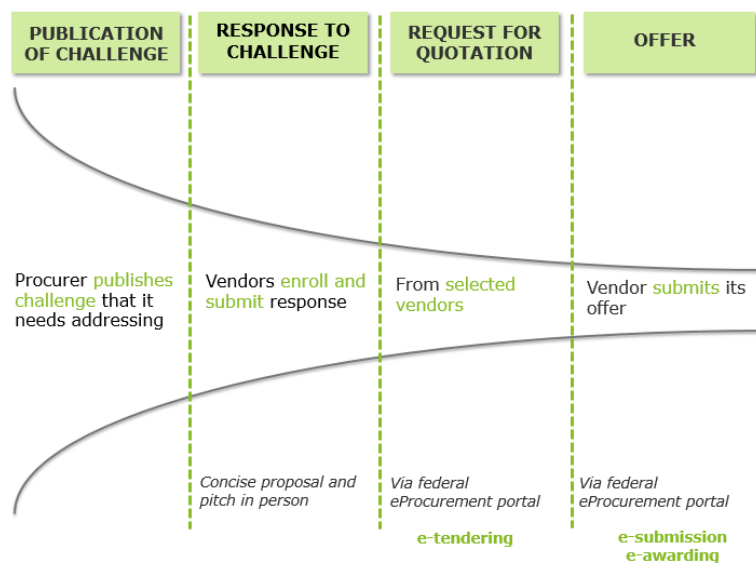 PUBLICATION
OF CHALLENGE
RESPONSE TO
CHALLENGE
REQUEST FOR
QUOTATION
OFFER
Procurer publishes
challenge that it
needs addressing
Vendors enroll and
submit response
From selected
vendors
Vendor submits its
offer
Concise proposal and
pitch in person
Via federal
eProcurement portal
e-tendering
Via federal
eProcurement portal
e-submission
e-awarding